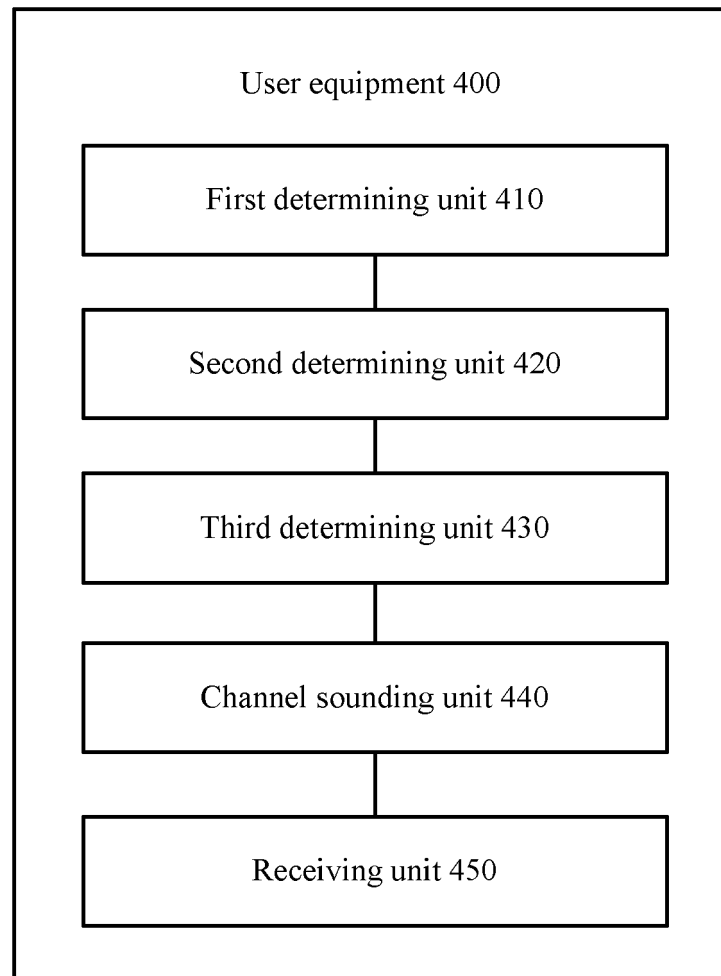 User equipment 400
First determining unit 410
Second determining unit 420
Third determining unit 430
Channel sounding unit 440
Receiving unit 450